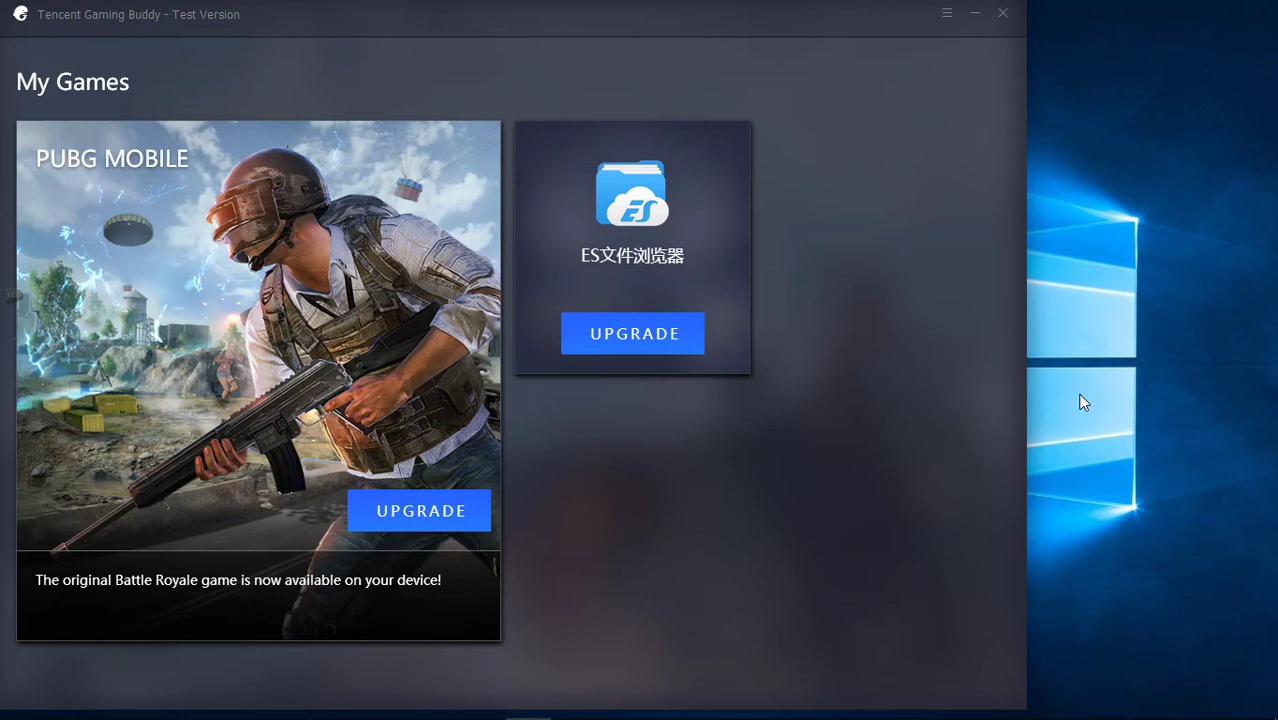 Tencent Gaming Buddy - Test Version
My Games
PUBG MOBILE
UPGRADE
The original Battle Royale game is now available on your device!
ES
ES文件浏览器
UPGRADE